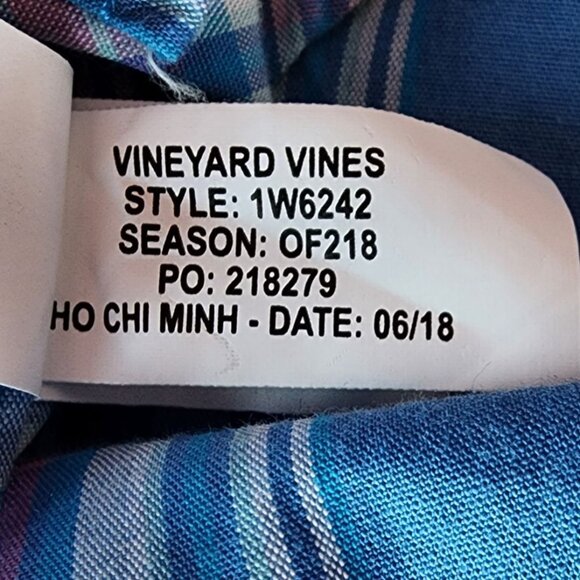 VINEYARD VINES
STYLE: 1W6242
SEASON: OF218
PO: 218279
HO CHI MINH - DATE: 06/18